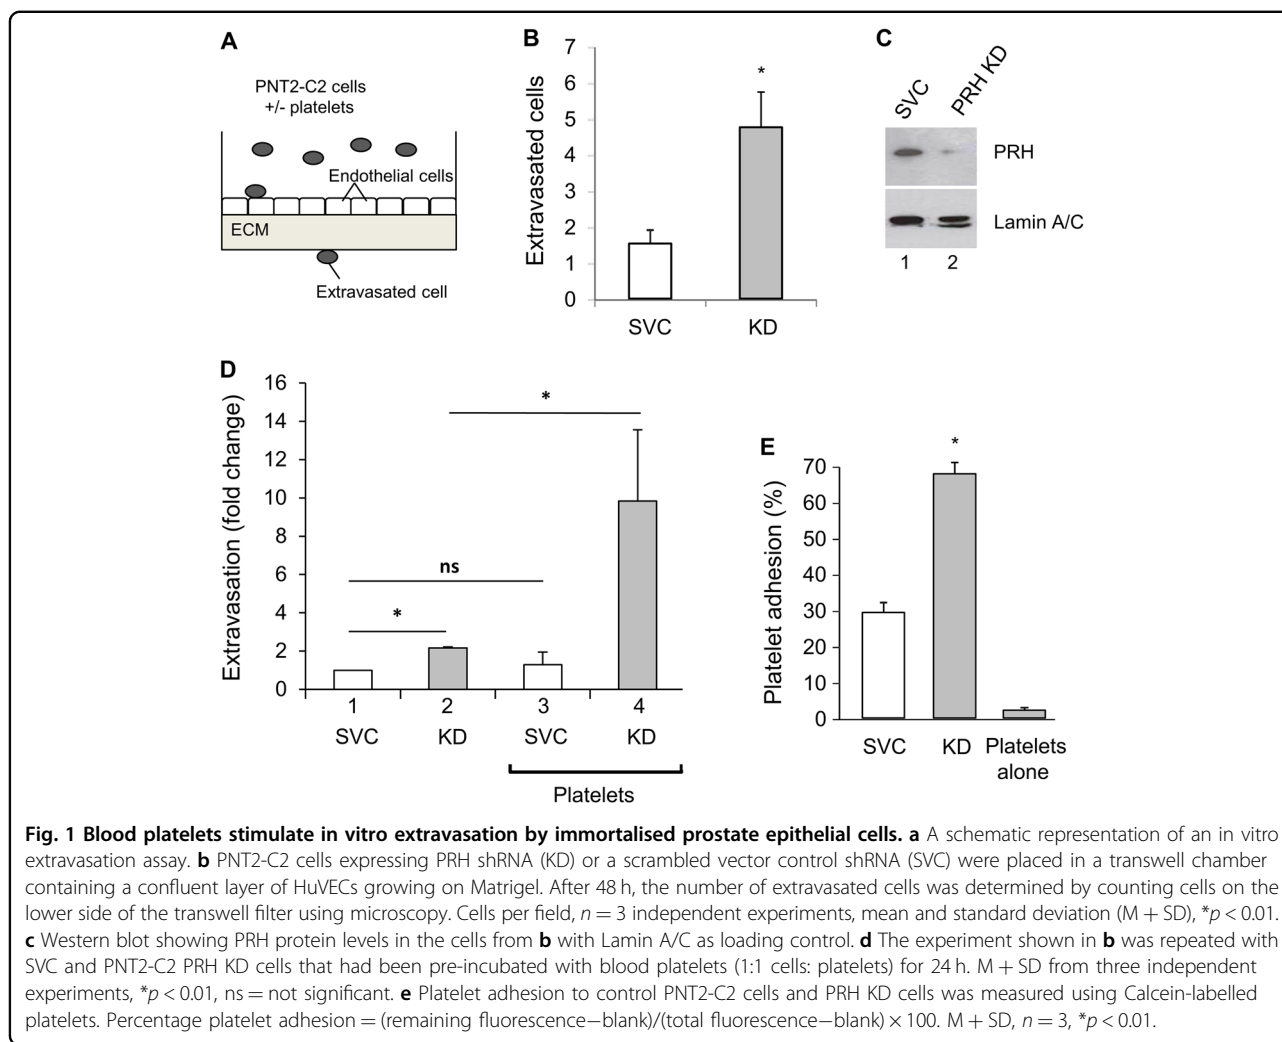 A
PNT2-C2 cells
+/- platelets
Endothelial cells
ECM
Extravasated cell
B
Extravasated cells
7
6
5
4
3
2
1
0
*
SVC
KD
C
SVC
PRH KD
PRH
Lamin A/C
1
2
D
Extravasation (fold change)
16
14
12
10
8
6
4
2
0
*
ns
*
1
2
3
4
SVC
KD
SVC
KD
Platelets
E
Platelet adhesion (%)
70
60
50
40
30
20
10
0
*
SVC
KD
Platelets
alone
Fig. 1 Blood platelets stimulate in vitro extravasation by immortalised prostate epithelial cells. a A schematic representation of an in vitro
extravasation assay. b PNT2-C2 cells expressing PRH shRNA (KD) or a scrambled vector control shRNA (SVC) were placed in a transwell chamber
containing a confluent layer of HuVECs growing on Matrigel. After 48 h, the number of extravasated cells was determined by counting cells on the
lower side of the transwell filter using microscopy. Cells per field, n = 3 independent experiments, mean and standard deviation (M + SD), *p < 0.01.
c Western blot showing PRH protein levels in the cells from b with Lamin A/C as loading control. d The experiment shown in b was repeated with
SVC and PNT2-C2 PRH KD cells that had been pre-incubated with blood platelets (1:1 cells: platelets) for 24 h. M + SD from three independent
experiments, *p < 0.01, ns = not significant. e Platelet adhesion to control PNT2-C2 cells and PRH KD cells was measured using Calcein-labelled
platelets. Percentage platelet adhesion = (remaining fluorescence−blank)/(total fluorescence−blank) × 100. M + SD, n = 3, *p < 0.01.